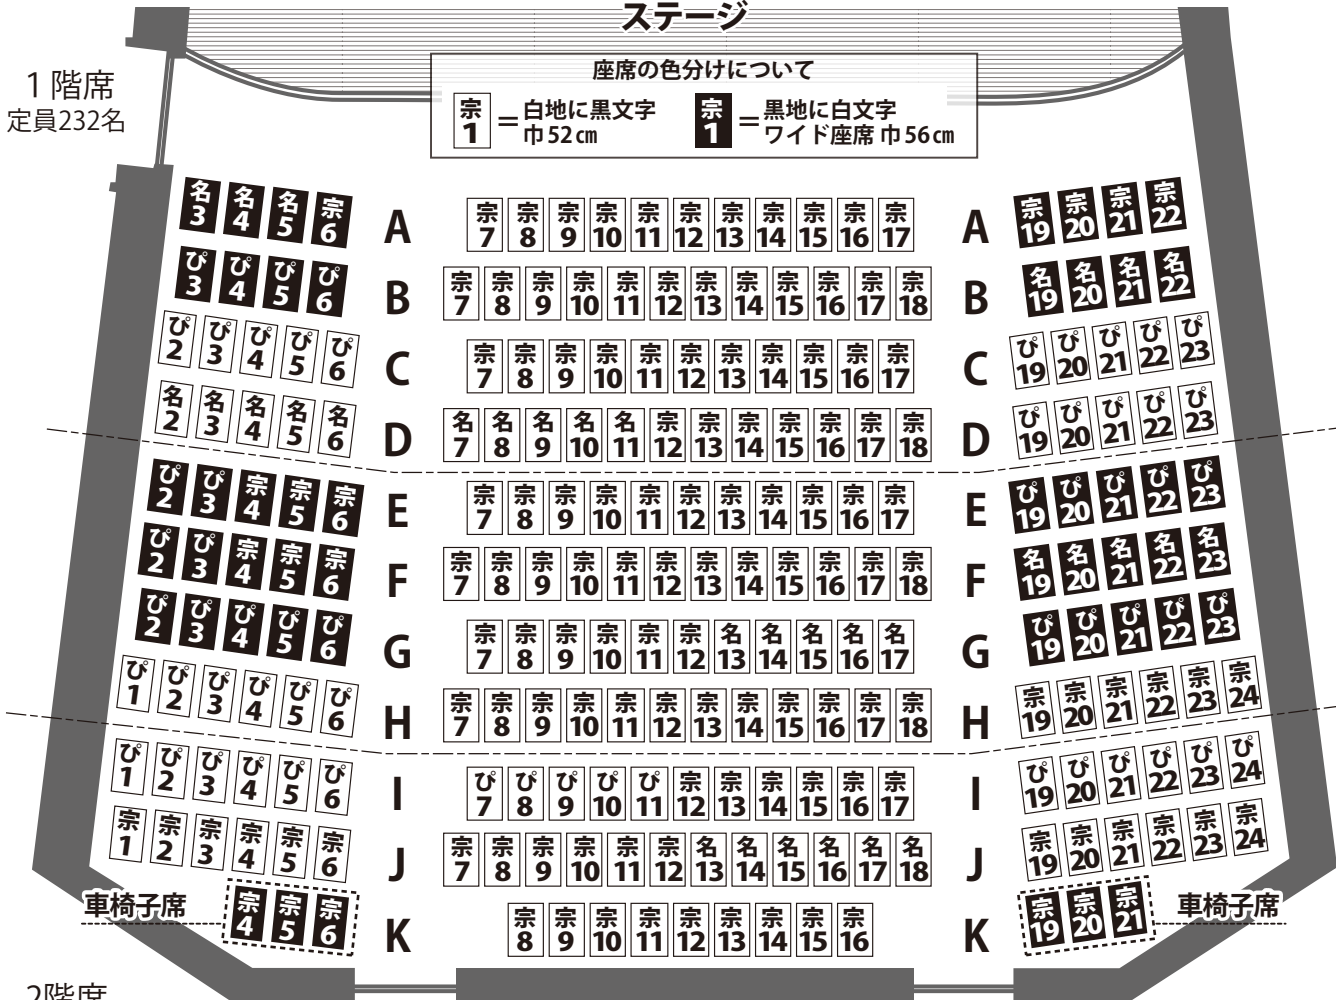 ステージ
1階席
定員232名
座席の色分けについて
宗1 =白地に黒文字 巾52㎝
宗1 =黒地に白文字 ワイド座席 巾56㎝
名3 名4 名5 宗6 A 宗7 宗8 宗9 宗10 宗11 宗12 宗13 宗14 宗15 宗16 宗17 A 宗19 宗20 宗21 宗22
ぴ3 ぴ4 ぴ5 ぴ6 B 宗7 宗8 宗9 宗10 宗11 宗12 宗13 宗14 宗15 宗16 宗17 宗18 B 名19 名20 名21 名22
ぴ2 ぴ3 ぴ4 ぴ5 ぴ6 C 宗7 宗8 宗9 宗10 宗11 宗12 宗13 宗14 宗15 宗16 宗17 C ぴ19 ぴ20 ぴ21 ぴ22 ぴ23
名2 名3 名4 名5 名6 D 名7 名8 名9 名10 名11 宗12 宗13 宗14 宗15 宗16 宗17 宗18 D ぴ19 ぴ20 ぴ21 ぴ22 ぴ23
ぴ2 ぴ3 宗4 宗5 宗6 E 宗7 宗8 宗9 宗10 宗11 宗12 宗13 宗14 宗15 宗16 宗17 E ぴ19 ぴ20 ぴ21 ぴ22 ぴ23
ぴ2 ぴ3 宗4 宗5 宗6 F 宗7 宗8 宗9 宗10 宗11 宗12 宗13 宗14 宗15 宗16 宗17 宗18 F 名19 名20 名21 名22 名23
ぴ2 ぴ3 ぴ4 ぴ5 ぴ6 G 宗7 宗8 宗9 宗10 宗11 宗12 名13 名14 名15 名16 名17 G ぴ19 ぴ20 ぴ21 ぴ22 ぴ23
ぴ1 ぴ2 ぴ3 ぴ4 ぴ5 ぴ6 H 宗7 宗8 宗9 宗10 宗11 宗12 宗13 宗14 宗15 宗16 宗17 宗18 H 宗19 宗20 宗21 宗22 宗23 宗24
ぴ1 ぴ2 ぴ3 ぴ4 ぴ5 ぴ6 I ぴ7 ぴ8 ぴ9 ぴ10 ぴ11 宗12 宗13 宗14 宗15 宗16 宗17 I ぴ19 ぴ20 ぴ21 ぴ22 ぴ23 ぴ24
宗1 宗2 宗3 宗4 宗5 宗6 J 宗7 宗8 宗9 宗10 宗11 宗12 名13 名14 名15 名16 名17 名18 J 宗19 宗20 宗21 宗22 宗23 宗24
車椅子席 宗4 宗5 宗6 K 宗8 宗9 宗10 宗11 宗12 宗13 宗14 宗15 宗16 K 宗19 宗20 宗21 車椅子席
2階席